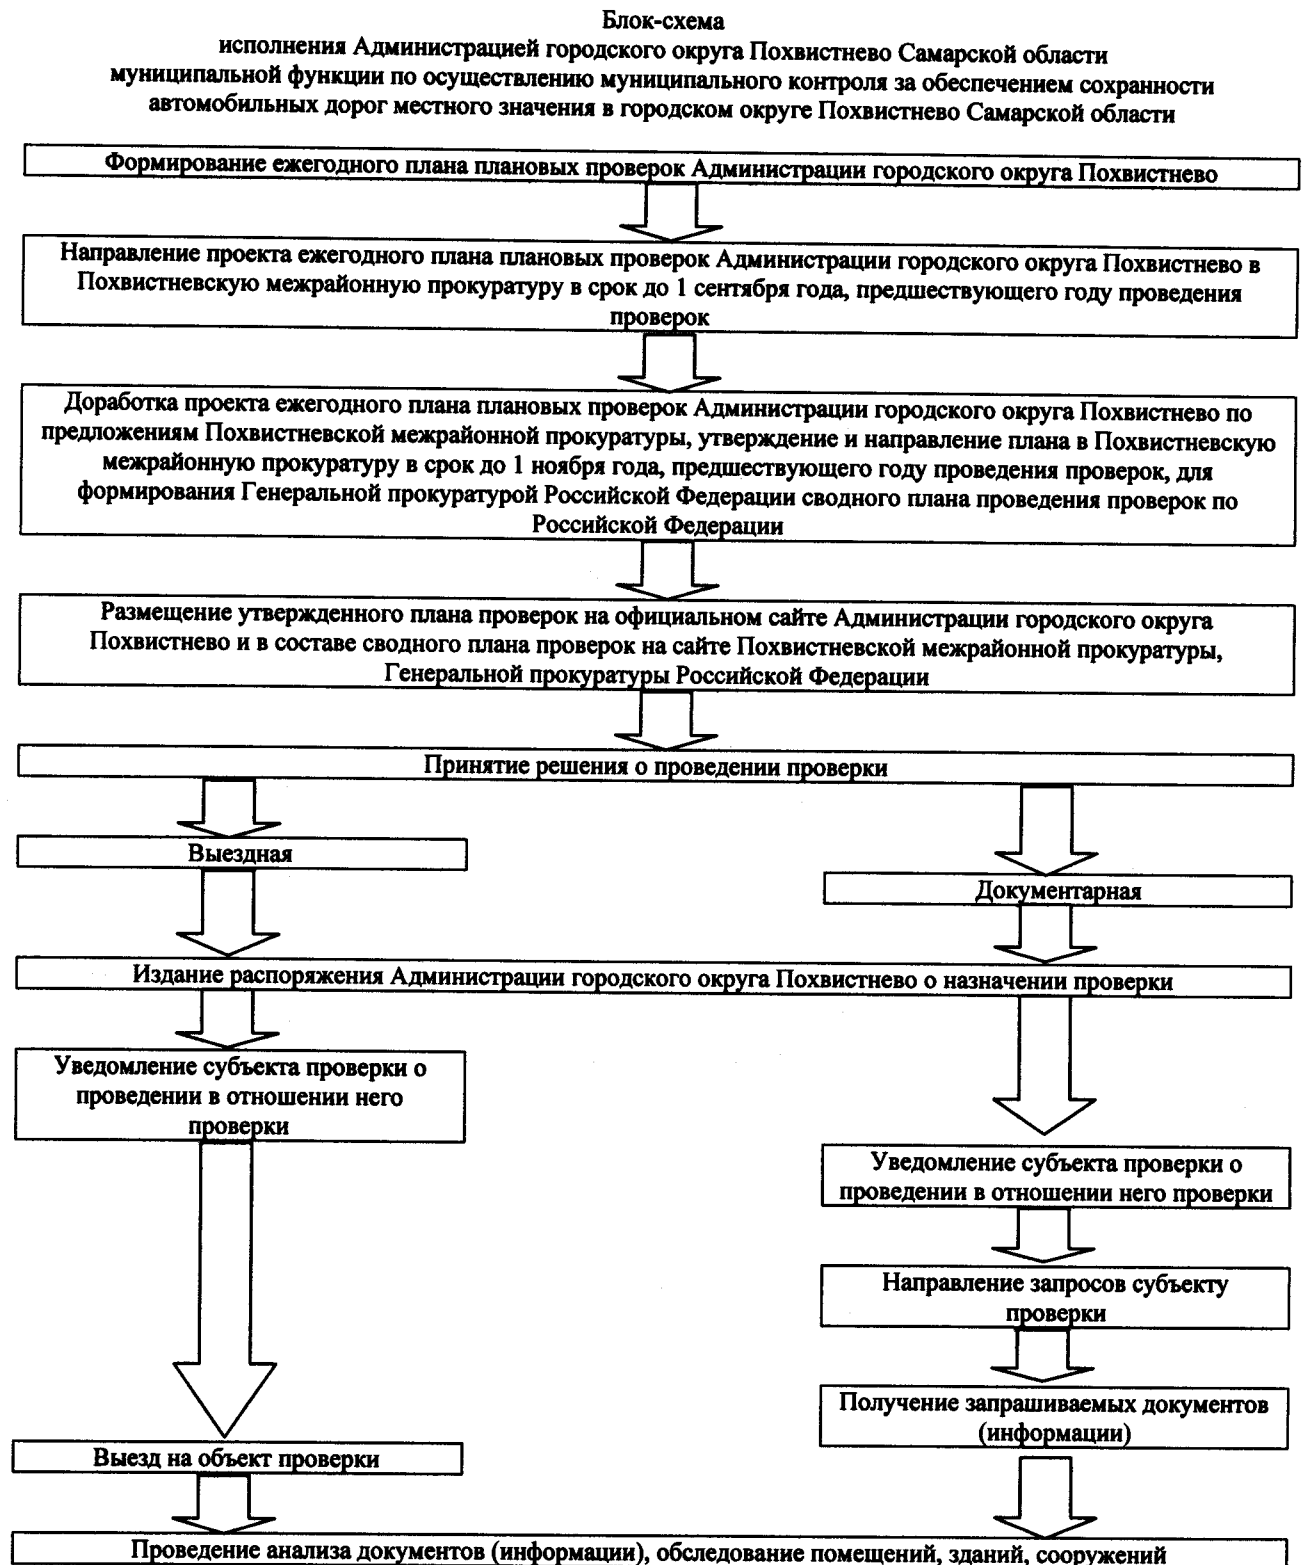 Блок-схема
исполнения Администрацией городского округа Похвистнево Самарской области
муниципальной функции по осуществлению муниципального контроля за обеспечением сохранности
автомобильных дорог местного значения в городском округе Похвистнево Самарской области
Формирование ежегодного плана плановых проверок Администрации городского округа Похвистнево
Направление проекта ежегодного плана плановых проверок Администрации городского округа Похвистнево в
Похвистневскую межрайонную прокуратуру в срок до 1 сентября года, предшествующего году проведения
проверок
Доработка проекта ежегодного плана плановых проверок Администрации городского округа Похвистнево по
предложениям Похвистневской межрайонной прокуратуры, утверждение и направление плана в Похвистневскую
межрайонную прокуратуру в срок до 1 ноября года, предшествующего году проведения проверок, для
формирования Генеральной прокуратурой Российской Федерации сводного плана проведения проверок по
Российской Федерации
Размещение утвержденного плана проверок на официальном сайте Администрации городского округа
Похвистнево и в составе сводного плана проверок на сайте Похвистневской межрайонной прокуратуры,
Генеральной прокуратуры Российской Федерации
Принятие решения о проведении проверки
Выездная
Документарная
Издание распоряжения Администрации городского округа Похвистнево о назначении проверки
Уведомление субъекта проверки о
проведении в отношении него
проверки
Уведомление субъекта проверки о
проведении в отношении него проверки
Направление запросов субъекту
проверки
Получение запрашиваемых документов
(информации)
Выезд на объект проверки
Проведение анализа документов (информации), обследование помещений, зданий, сооружений